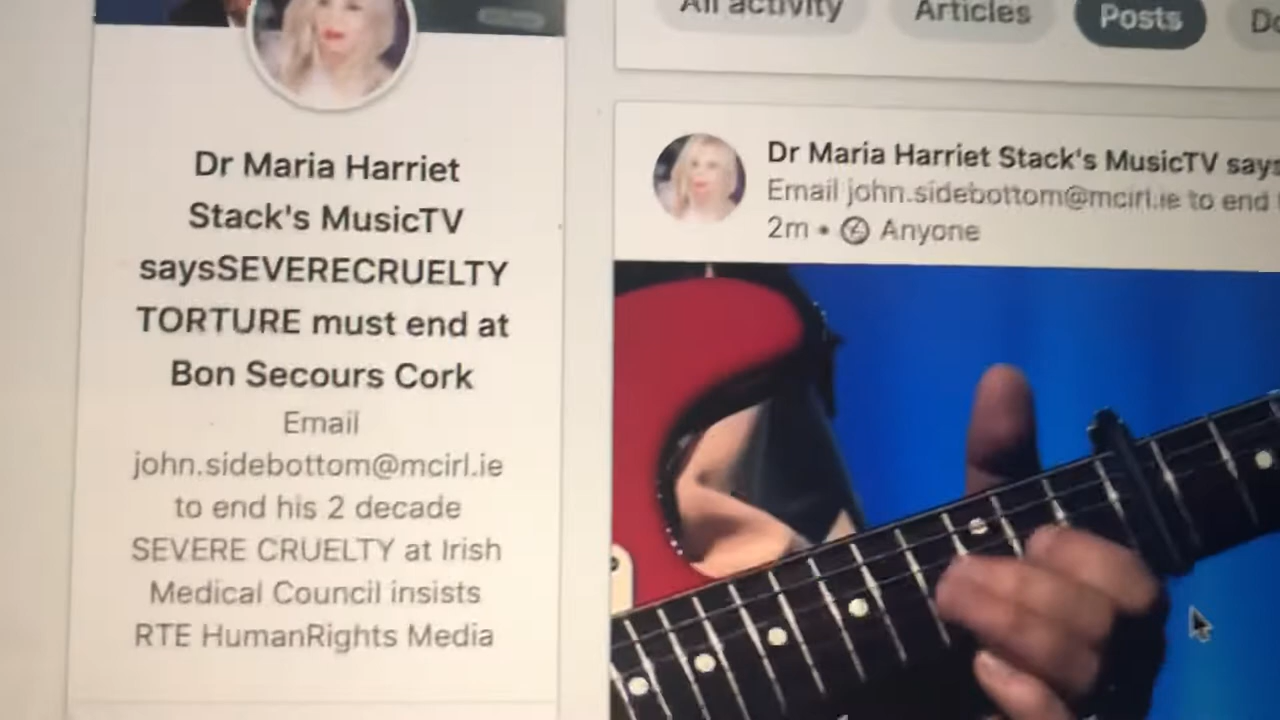 All activity
Articles
Posts
Dr Maria Harriet
Stack's MusicTV
saysSEVERECRUELTY
TORTURE must end at
Bon Secours Cork
Email
john.sidebottom@mcirl.ie
to end his 2 decade
SEVERE CRUELTY at Irish
Medical Council insists
RTE HumanRights Media
Dr Maria Harriet Stack's MusicTV says
Email john.sidebottom@mcirl.ie to end
2m • Anyone